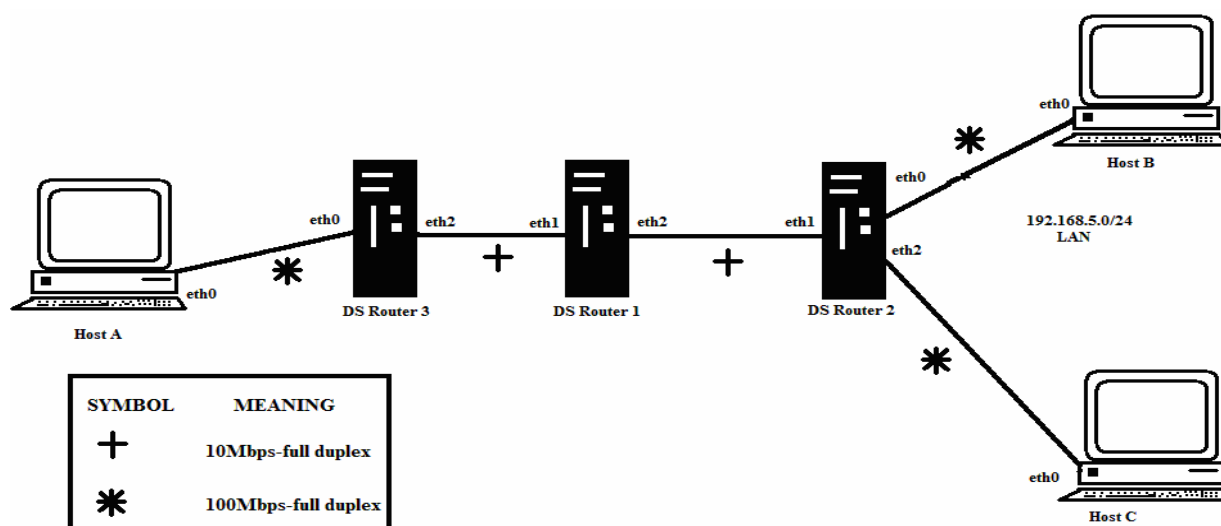 eth0
Host B
eth0
192.168.5.0/24
LAN
eth0
eth2
eth1
eth2
eth1
eth2
eth0
DS Router 3
DS Router 1
DS Router 2
Host A
SYMBOL MEANING
10Mbps-full duplex
100Mbps-full duplex
eth0
Host C